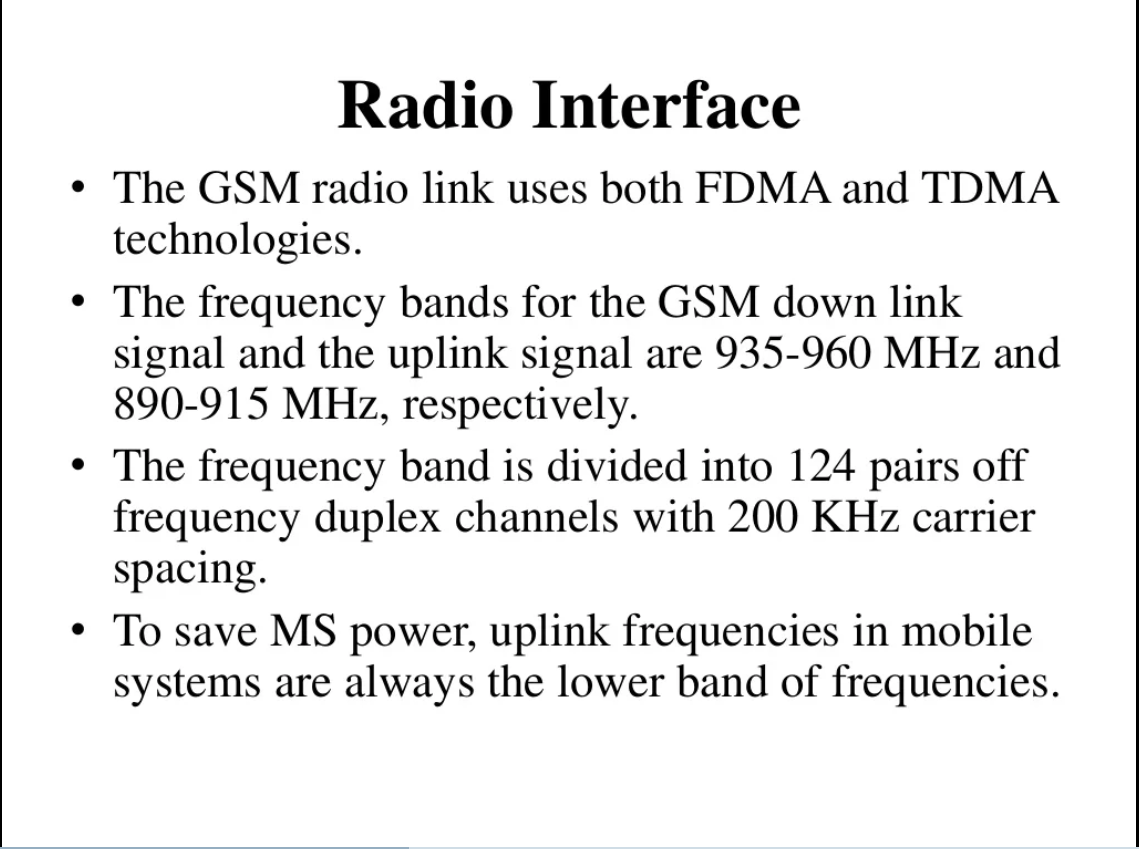 Radio Interface
• The GSM radio link uses both FDMA and TDMA
technologies.
• The frequency bands for the GSM down link
signal and the uplink signal are 935-960 MHz and
890-915 MHz, respectively.
• The frequency band is divided into 124 pairs off
frequency duplex channels with 200 KHz carrier
spacing.
• To save MS power, uplink frequencies in mobile
systems are always the lower band of frequencies.